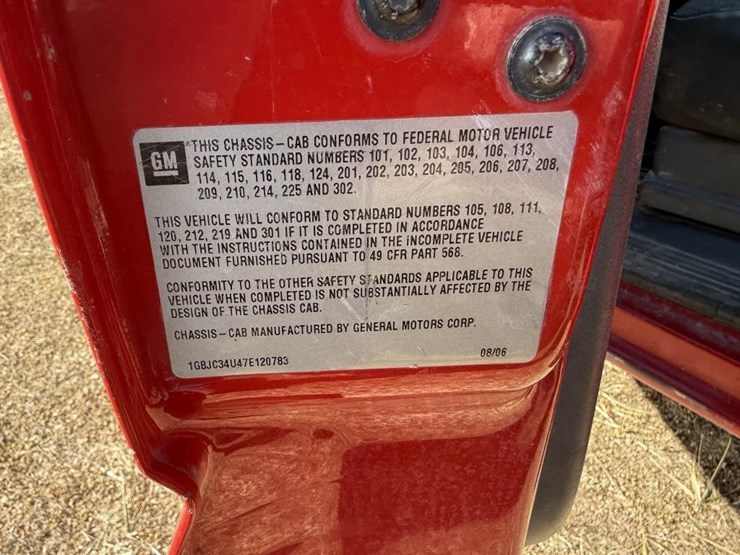 GM
THIS CHASSIS-CAB CONFORMS TO FEDERAL MOTOR VEHICLE
SAFETY STANDARD NUMBERS 101, 102, 103, 104, 106, 113,
114, 115, 116, 118, 124, 201, 202, 203, 204, 205, 206, 207, 208,
209, 210, 214, 225 AND 302.
THIS VEHICLE WILL CONFORM TO STANDARD NUMBERS 105, 108, 111,
120, 212, 219 AND 301 IF IT IS COMPLETED IN ACCORDANCE
WITH THE INSTRUCTIONS CONTAINED IN THE INCOMPLETE VEHICLE
DOCUMENT FURNISHED PURSUANT TO 49 CFR PART 568.
CONFORMITY TO THE OTHER SAFETY STANDARDS APPLICABLE TO THIS
VEHICLE WHEN COMPLETED IS NOT SUBSTANTIALLY AFFECTED BY THE
DESIGN OF THE CHASSIS CAB.
CHASSIS-CAB MANUFACTURED BY GENERAL MOTORS CORP.
1GBJC34U47E120783 08/06